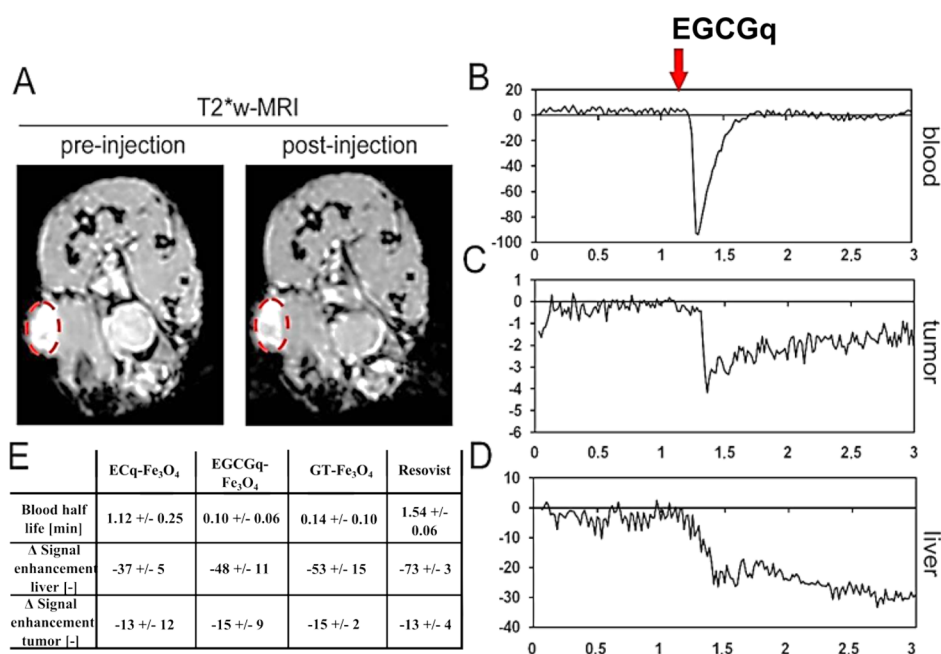 EGCGq
A
T2*w-MRI
pre-injection
post-injection
B
20
0
-20
-40
-60
-80
-100
0
0.5
1
1.5
2
2.5
3
blood
C
1
0
-1
-2
-3
-4
-5
-6
0
0.5
1
1.5
2
2.5
3
tumor
D
10
0
-10
-20
-30
-40
0
0.5
1
1.5
2
2.5
3
liver
E
ECq-Fe₃O₄
EGCGq-
Fe₃O₄
GT-Fe₃O₄
Resovist
Blood half
life [min]
1.12 +/- 0.25
0.10 +/- 0.06
0.14 +/- 0.10
1.54 +/-
0.06
Δ Signal
enhancement
liver [-]
-37 +/- 5
-48 +/- 11
-53 +/- 15
-73 +/- 3
Δ Signal
enhancement
tumor [-]
-13 +/- 12
-15 +/- 9
-15 +/- 2
-13 +/- 4